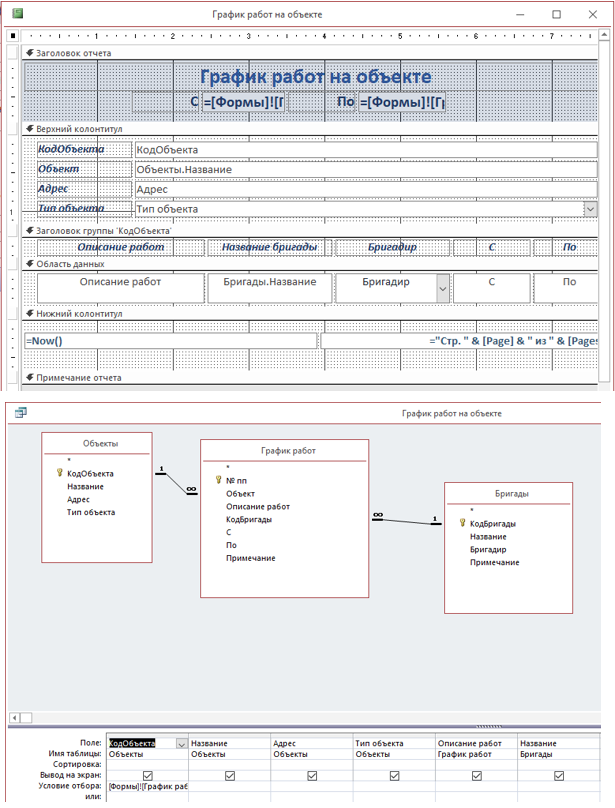 График работ на объекте
1 2 3 4 5 6 7
Заголовок отчета
График работ на объекте
С =[Формы]![Г По =[Формы]![Г
Верхний колонтитул
КодОбъекта КодОбъекта
Объект Объекты.Название
Адрес Адрес
Тип объекта Тип объекта
1
Заголовок группы 'КодОбъекта'
Описание работ Название бригады Бригадир С По
Область данных
Описание работ Бригады.Название Бригадир С По
Нижний колонтитул
=Now() ="Стр. " & [Page] & " из " & [Pages
Примечание отчета
График работ на объекте
Объекты
*
КодОбъекта
Название
Адрес
Тип объекта
1
∞
График работ
*
№ пп
Объект
Описание работ
КодБригады
С
По
Примечание
∞
1
Бригады
*
КодБригады
Название
Бригадир
Примечание
Поле: КодОбъекта Название Адрес Тип объекта Описание работ Название
Имя таблицы: Объекты Объекты Объекты Объекты График работ Бригады
Сортировка:
Вывод на экран:
Условие отбора: [Формы]![График раб
или: